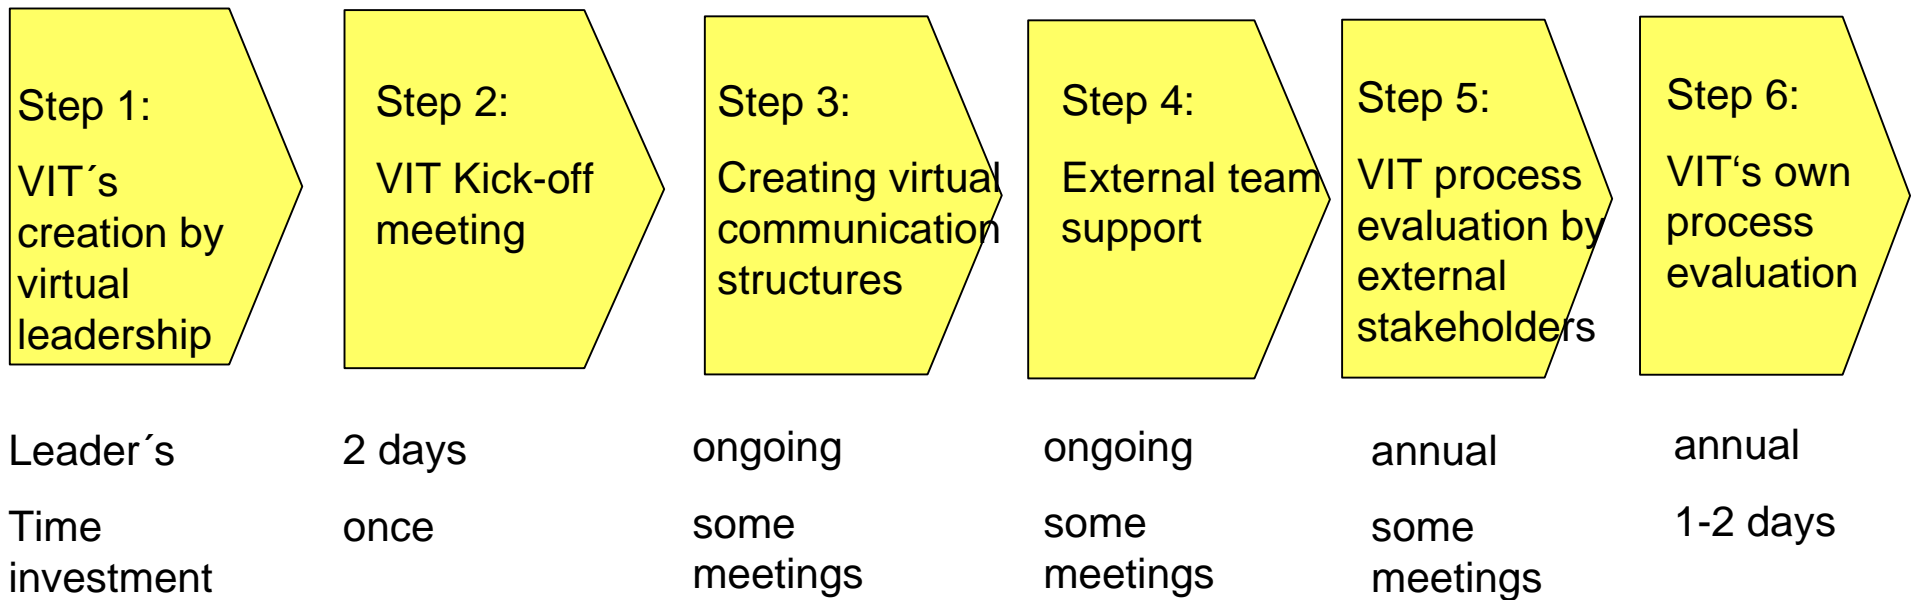 Step 1:
VIT´s
creation by
virtual
leadership
Step 2:
VIT Kick-off
meeting
Step 3:
Creating virtual
communication
structures
Step 4:
External team
support
Step 5:
VIT process
evaluation by
external
stakeholders
Step 6:
VIT‘s own
process
evaluation
Leader´s
Time
investment
2 days
once
ongoing
some
meetings
ongoing
some
meetings
annual
some
meetings
annual
1-2 days